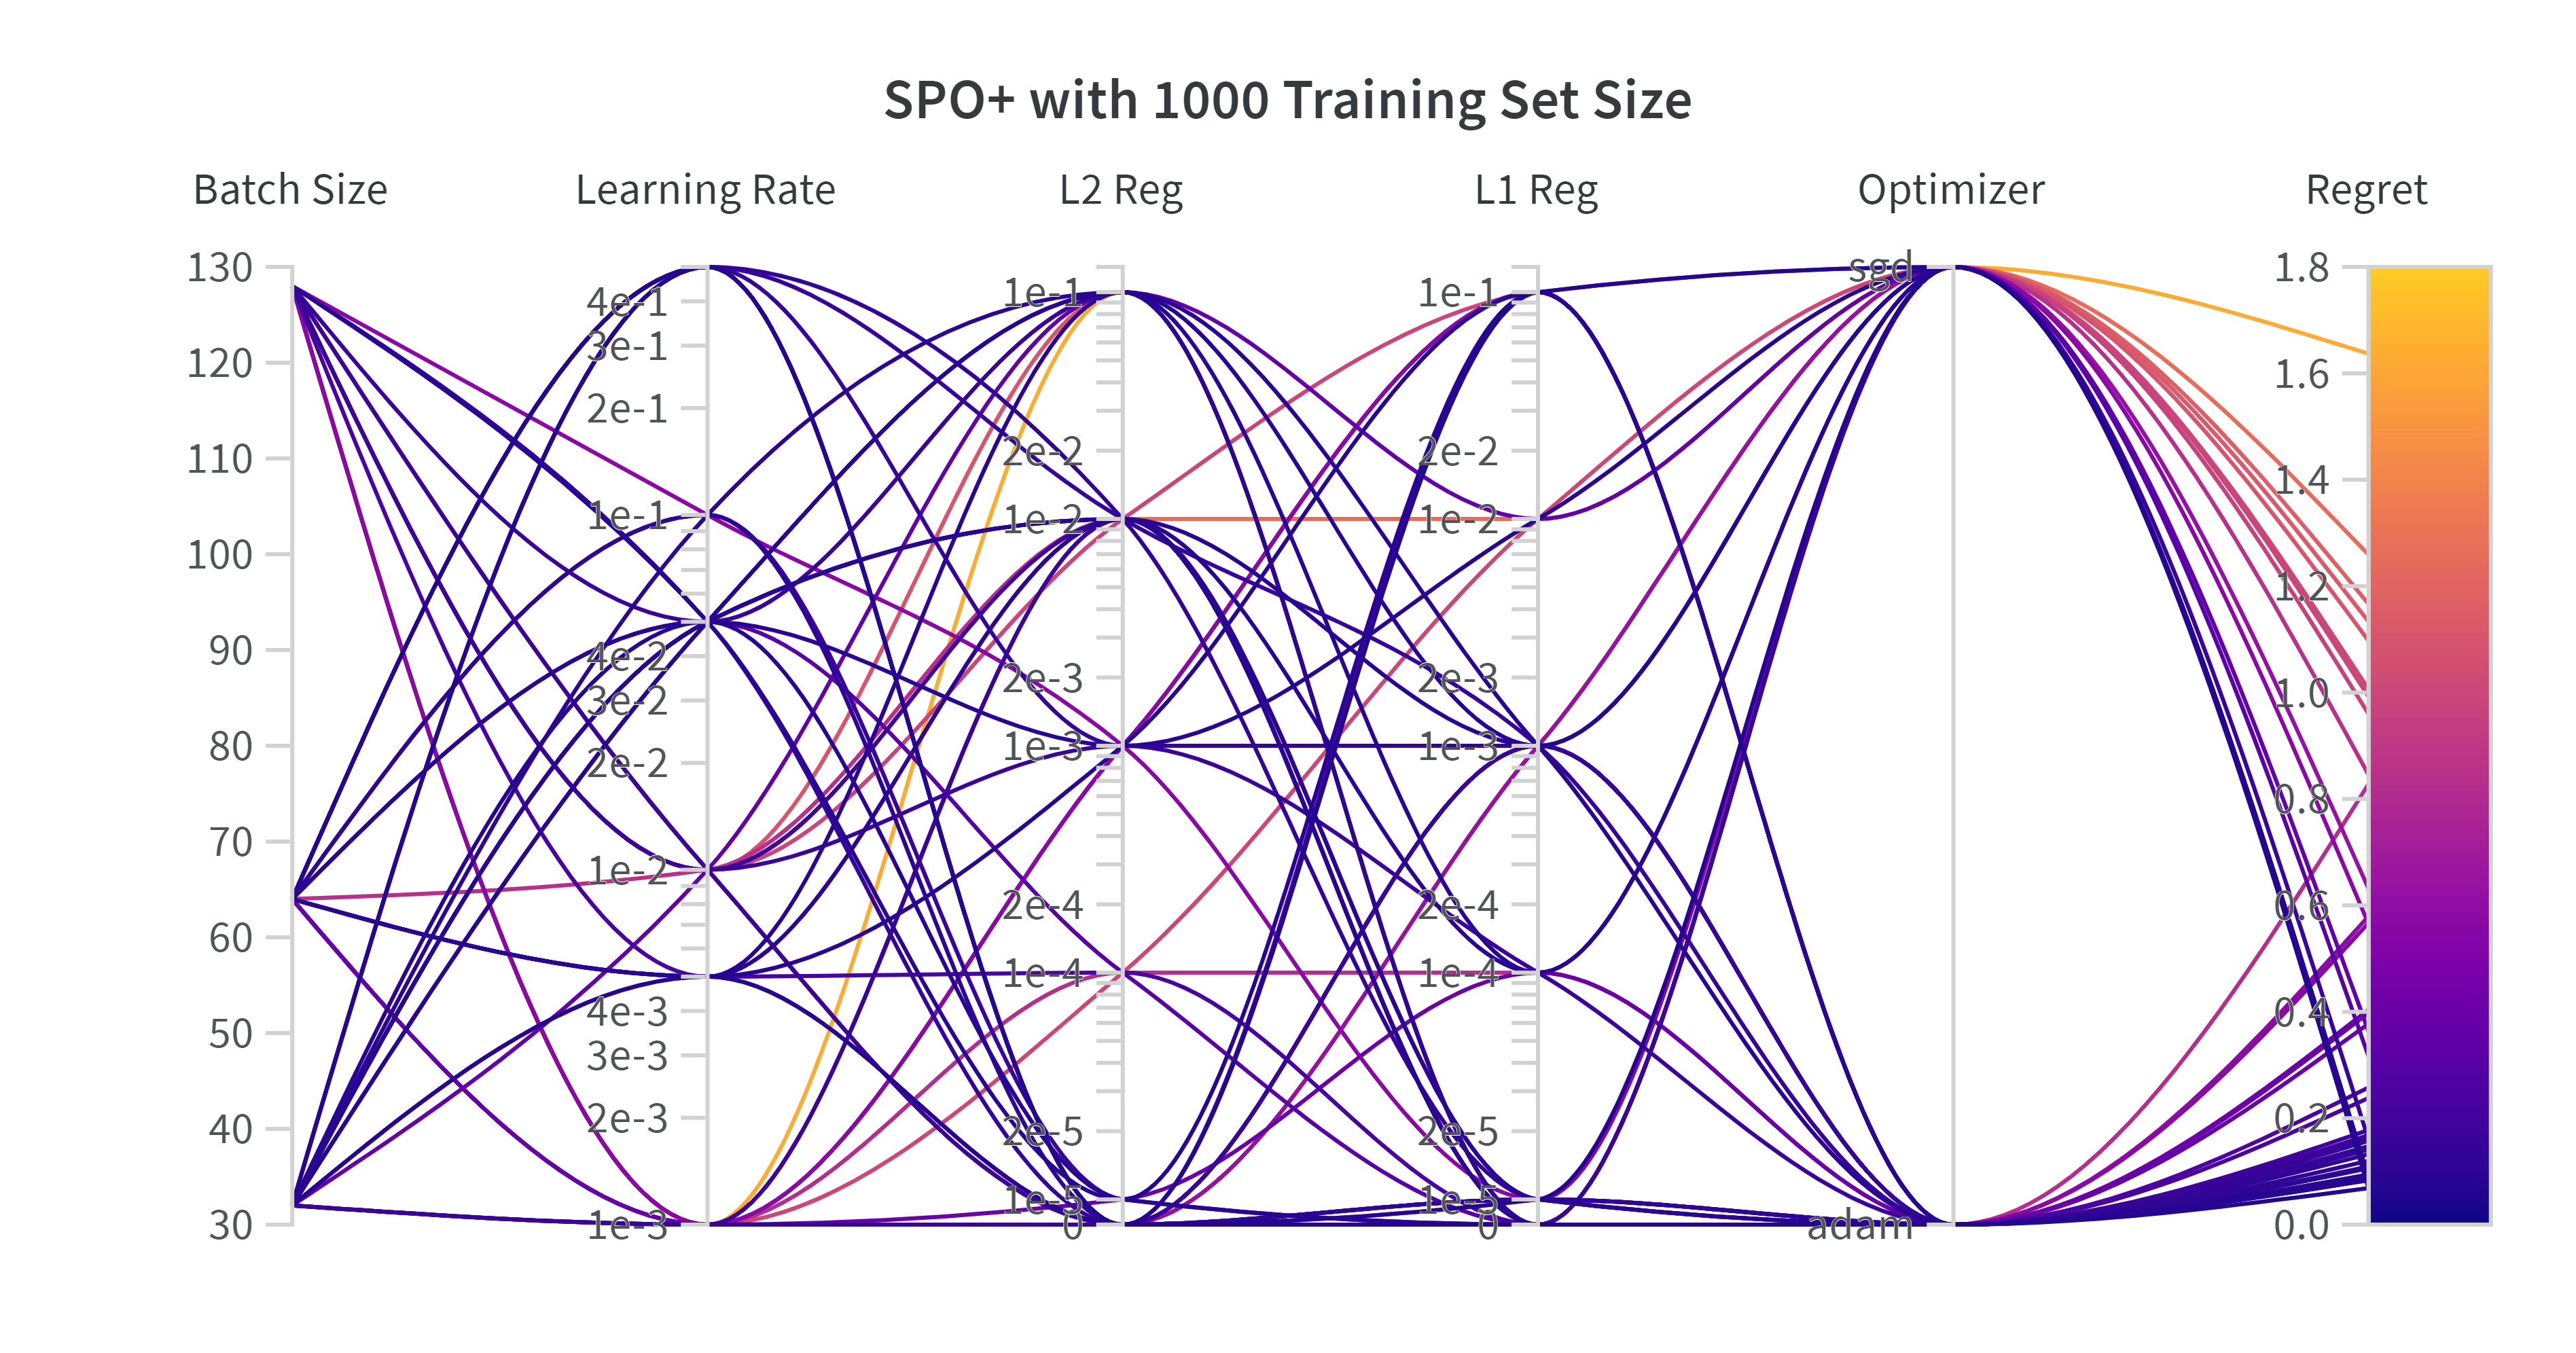 SPO+ with 1000 Training Set Size
Batch Size
Learning Rate
L2 Reg
L1 Reg
Optimizer
Regret
130
120
110
100
90
80
70
60
50
40
30
4e-1
3e-1
2e-1
1e-1
4e-2
3e-2
2e-2
1e-2
4e-3
3e-3
2e-3
1e-3
1e-1
2e-2
1e-2
2e-3
1e-3
2e-4
1e-4
2e-5
1e-5
0
1e-1
2e-2
1e-2
2e-3
1e-3
2e-4
1e-4
2e-5
1e-5
0
sgd
adam
1.8
1.6
1.4
1.2
1.0
0.8
0.6
0.4
0.2
0.0